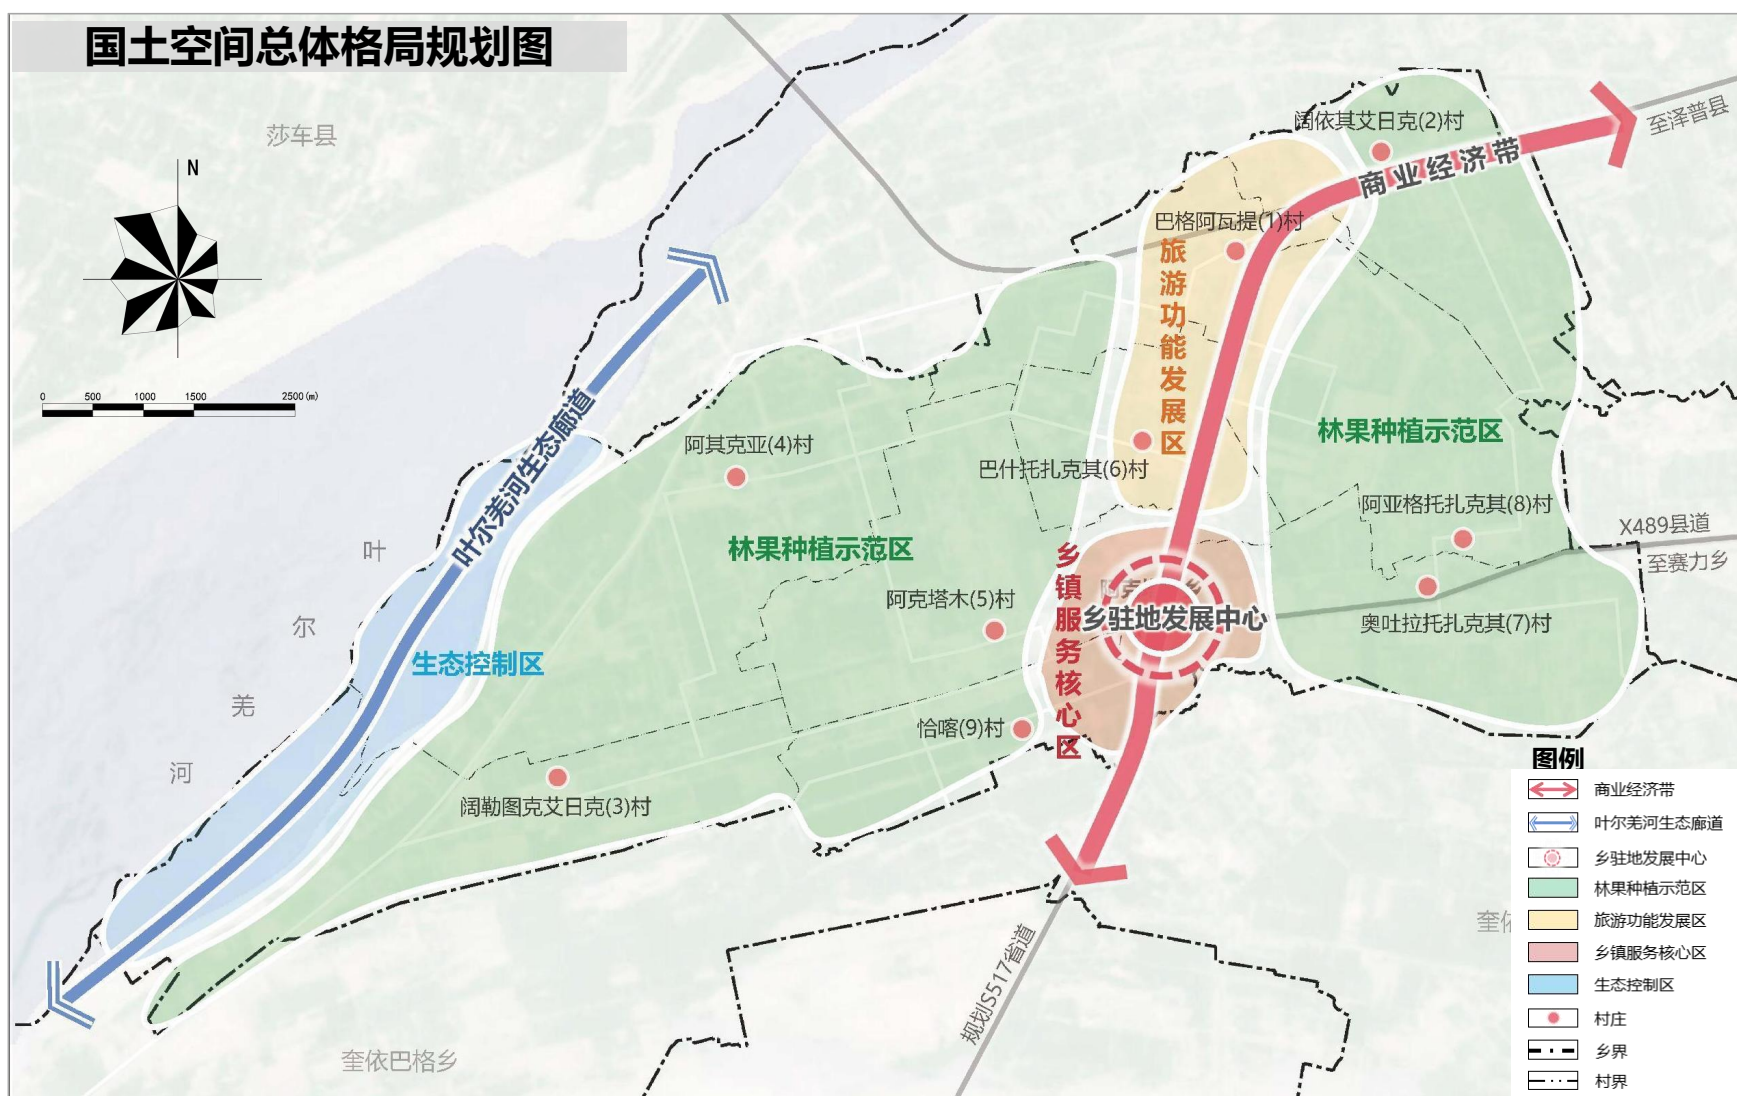 国土空间总体格局规划图
莎车县
N
0 500 1000 1500 2500(m)
至泽普县
阔依其艾日克(2)村
商业经济带
巴格阿瓦提(1)村
旅游功能发展区
林果种植示范区
阿其克亚(4)村
巴什托扎克其(6)村
叶尔羌河生态廊道
阿亚格托扎克其(8)村
X489县道
至赛力乡
林果种植示范区
乡镇服务核心区
阿克塔木(5)村
乡驻地发展中心
奥吐拉托扎克其(7)村
生态控制区
叶
尔
羌
河
恰喀(9)村
阔勒图克艾日克(3)村
规划S517省道
奎依巴格乡
奎依
图例
商业经济带
叶尔羌河生态廊道
乡驻地发展中心
林果种植示范区
旅游功能发展区
乡镇服务核心区
生态控制区
村庄
乡界
村界